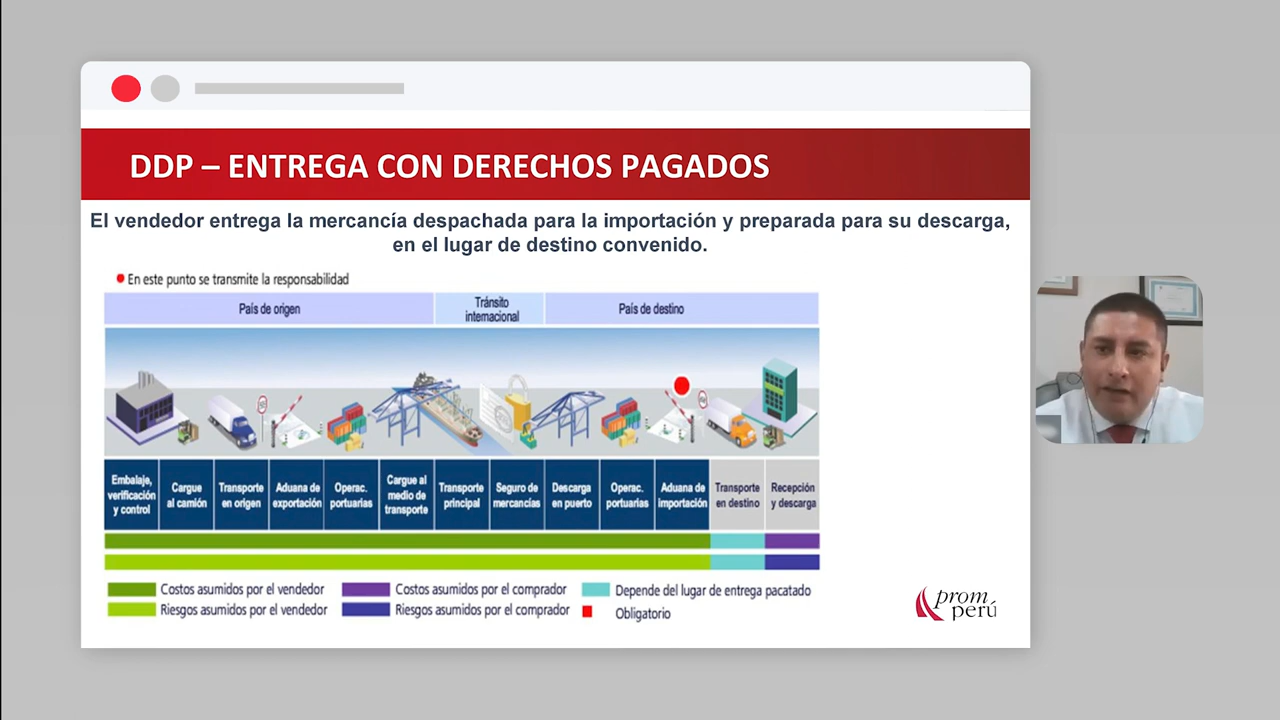 DDP – ENTREGA CON DERECHOS PAGADOS
El vendedor entrega la mercancía despachada para la importación y preparada para su descarga,
en el lugar de destino convenido.
En este punto se transmite la responsabilidad
País de origen
Tránsito
internacional
País de destino
Embalaje,
verificación
y control
Cargue
al camión
Transporte
en origen
Aduana de
exportación
Operac.
portuarias
Cargue al
medio de
transporte
Transporte
principal
Seguro de
mercancías
Descarga
en puerto
Operac.
portuarias
Aduana de
importación
Transporte
en destino
Recepción
y descarga
Costos asumidos por el vendedor
Costos asumidos por el comprador
Depende del lugar de entrega pacatado
Riesgos asumidos por el vendedor
Riesgos asumidos por el comprador
Obligatorio
prom
perú